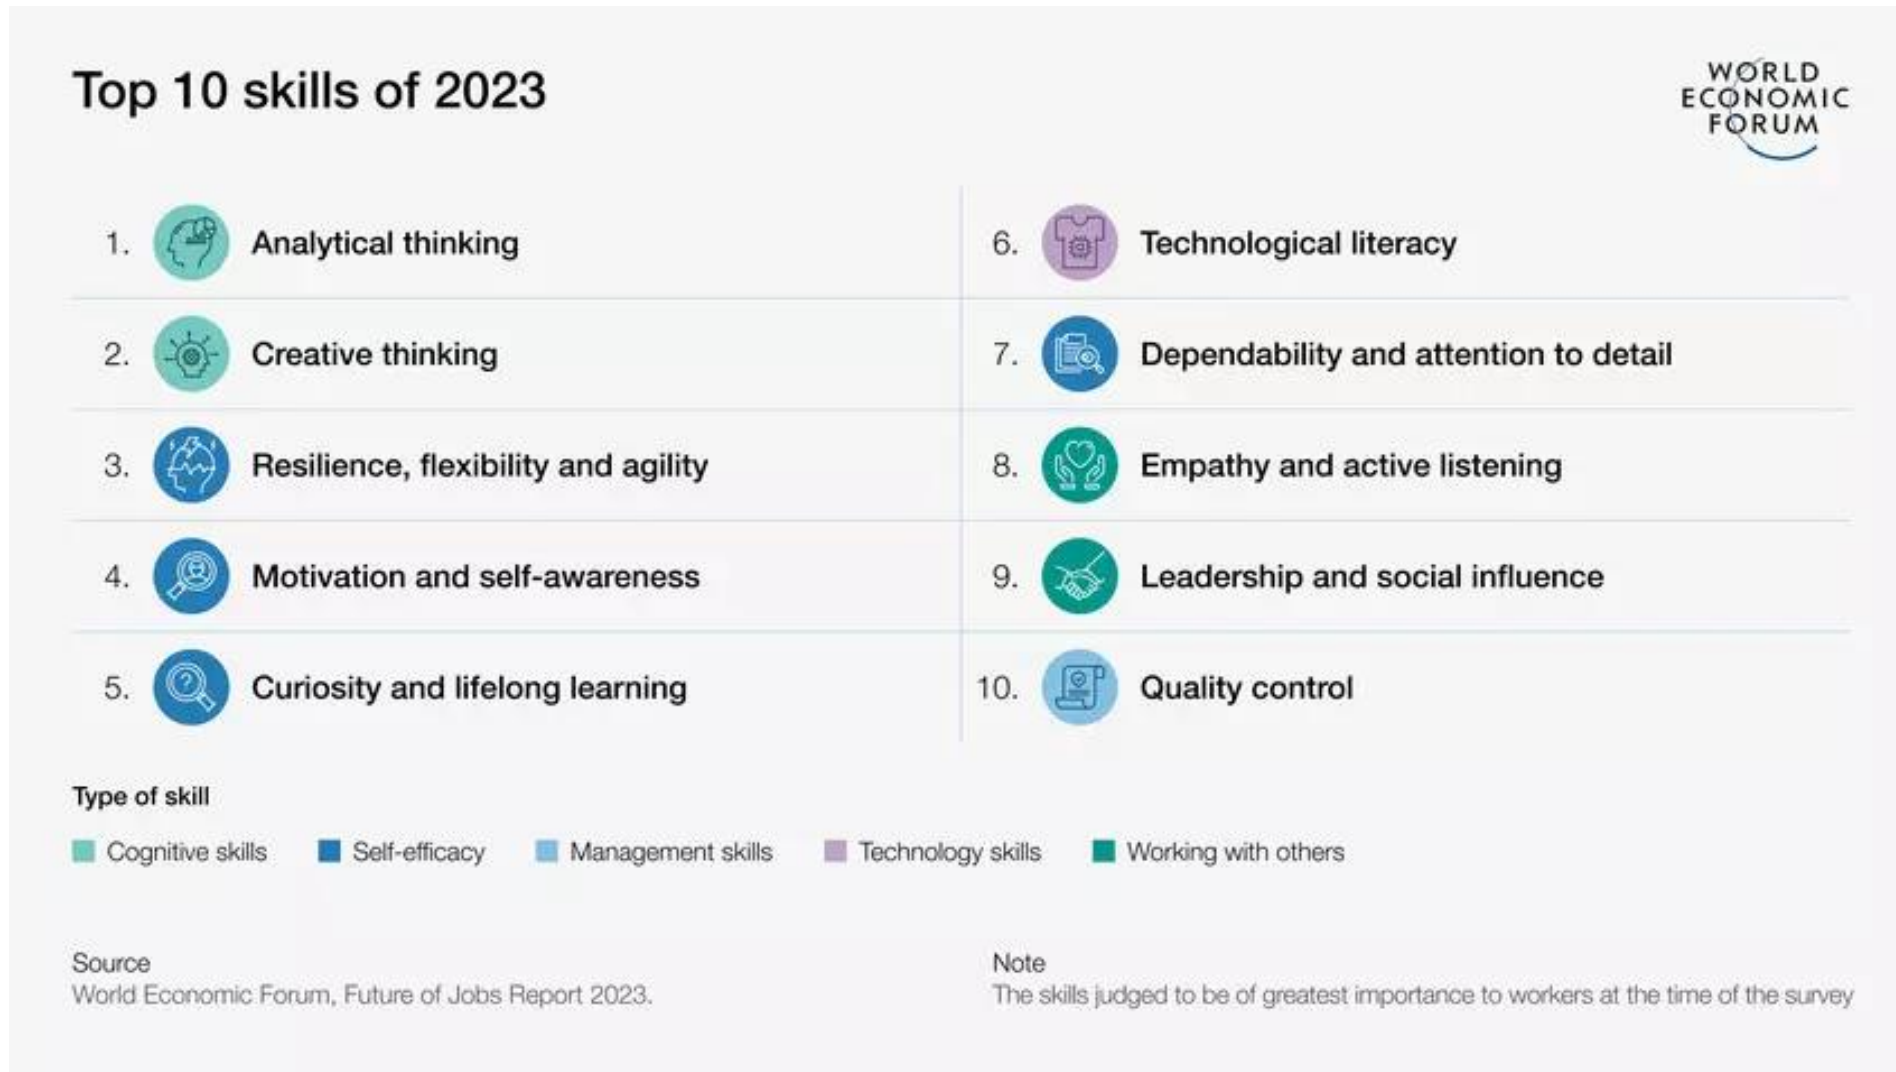 Top 10 skills of 2023
WORLD
ECONOMIC
FORUM
1. Analytical thinking
2. Creative thinking
3. Resilience, flexibility and agility
4. Motivation and self-awareness
5. Curiosity and lifelong learning
6. Technological literacy
7. Dependability and attention to detail
8. Empathy and active listening
9. Leadership and social influence
10. Quality control
Type of skill
Cognitive skills Self-efficacy Management skills Technology skills Working with others
Source
World Economic Forum, Future of Jobs Report 2023.
Note
The skills judged to be of greatest importance to workers at the time of the survey